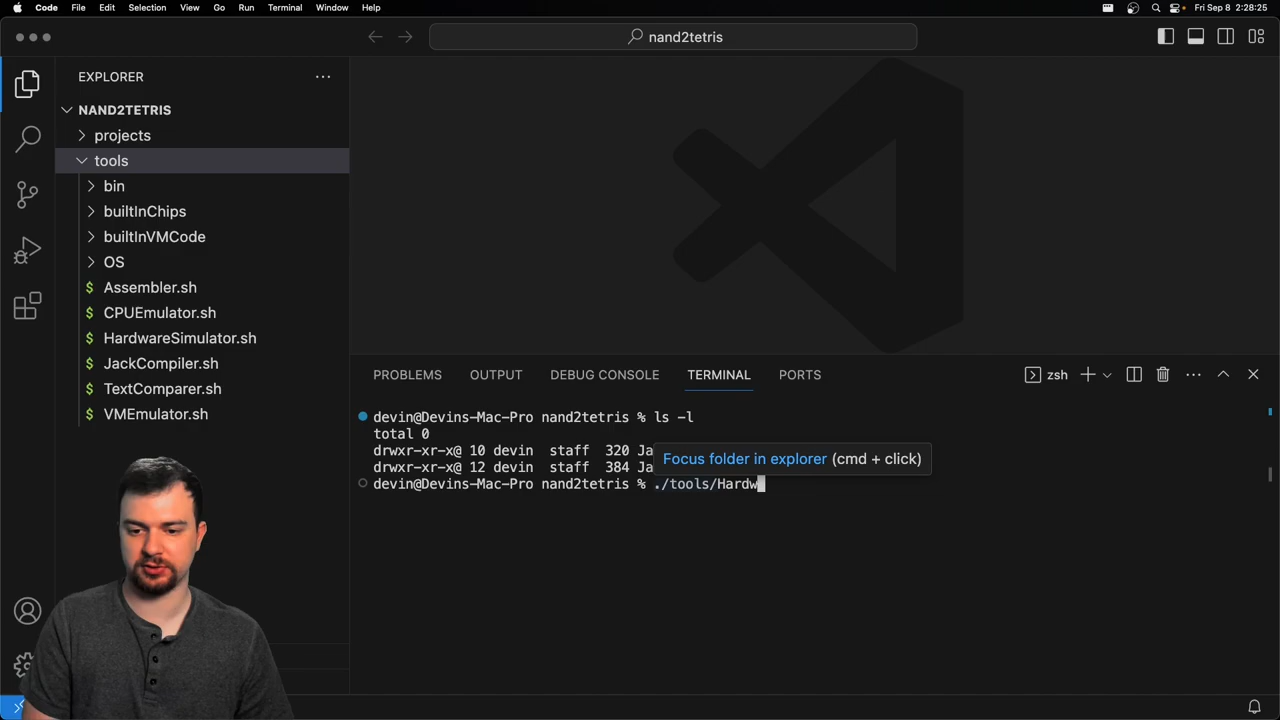 Code File Edit Selection View Go Run Terminal Window Help Fri Sep 8 2:28:25
nand2tetris
EXPLORER
NAND2TETRIS
projects
tools
bin
builtInChips
builtInVMCode
OS
$ Assembler.sh
$ CPUEmulator.sh
$ HardwareSimulator.sh
$ JackCompiler.sh
$ TextComparer.sh
$ VMEmulator.sh
PROBLEMS OUTPUT DEBUG CONSOLE TERMINAL PORTS zsh
devin@Devins-Mac-Pro nand2tetris % ls -l
total 0
drwxr-xr-x@ 10 devin staff 320 Ja
Focus folder in explorer (cmd + click)
drwxr-xr-x@ 12 devin staff 384 Ja
devin@Devins-Mac-Pro nand2tetris % ./tools/Hardw